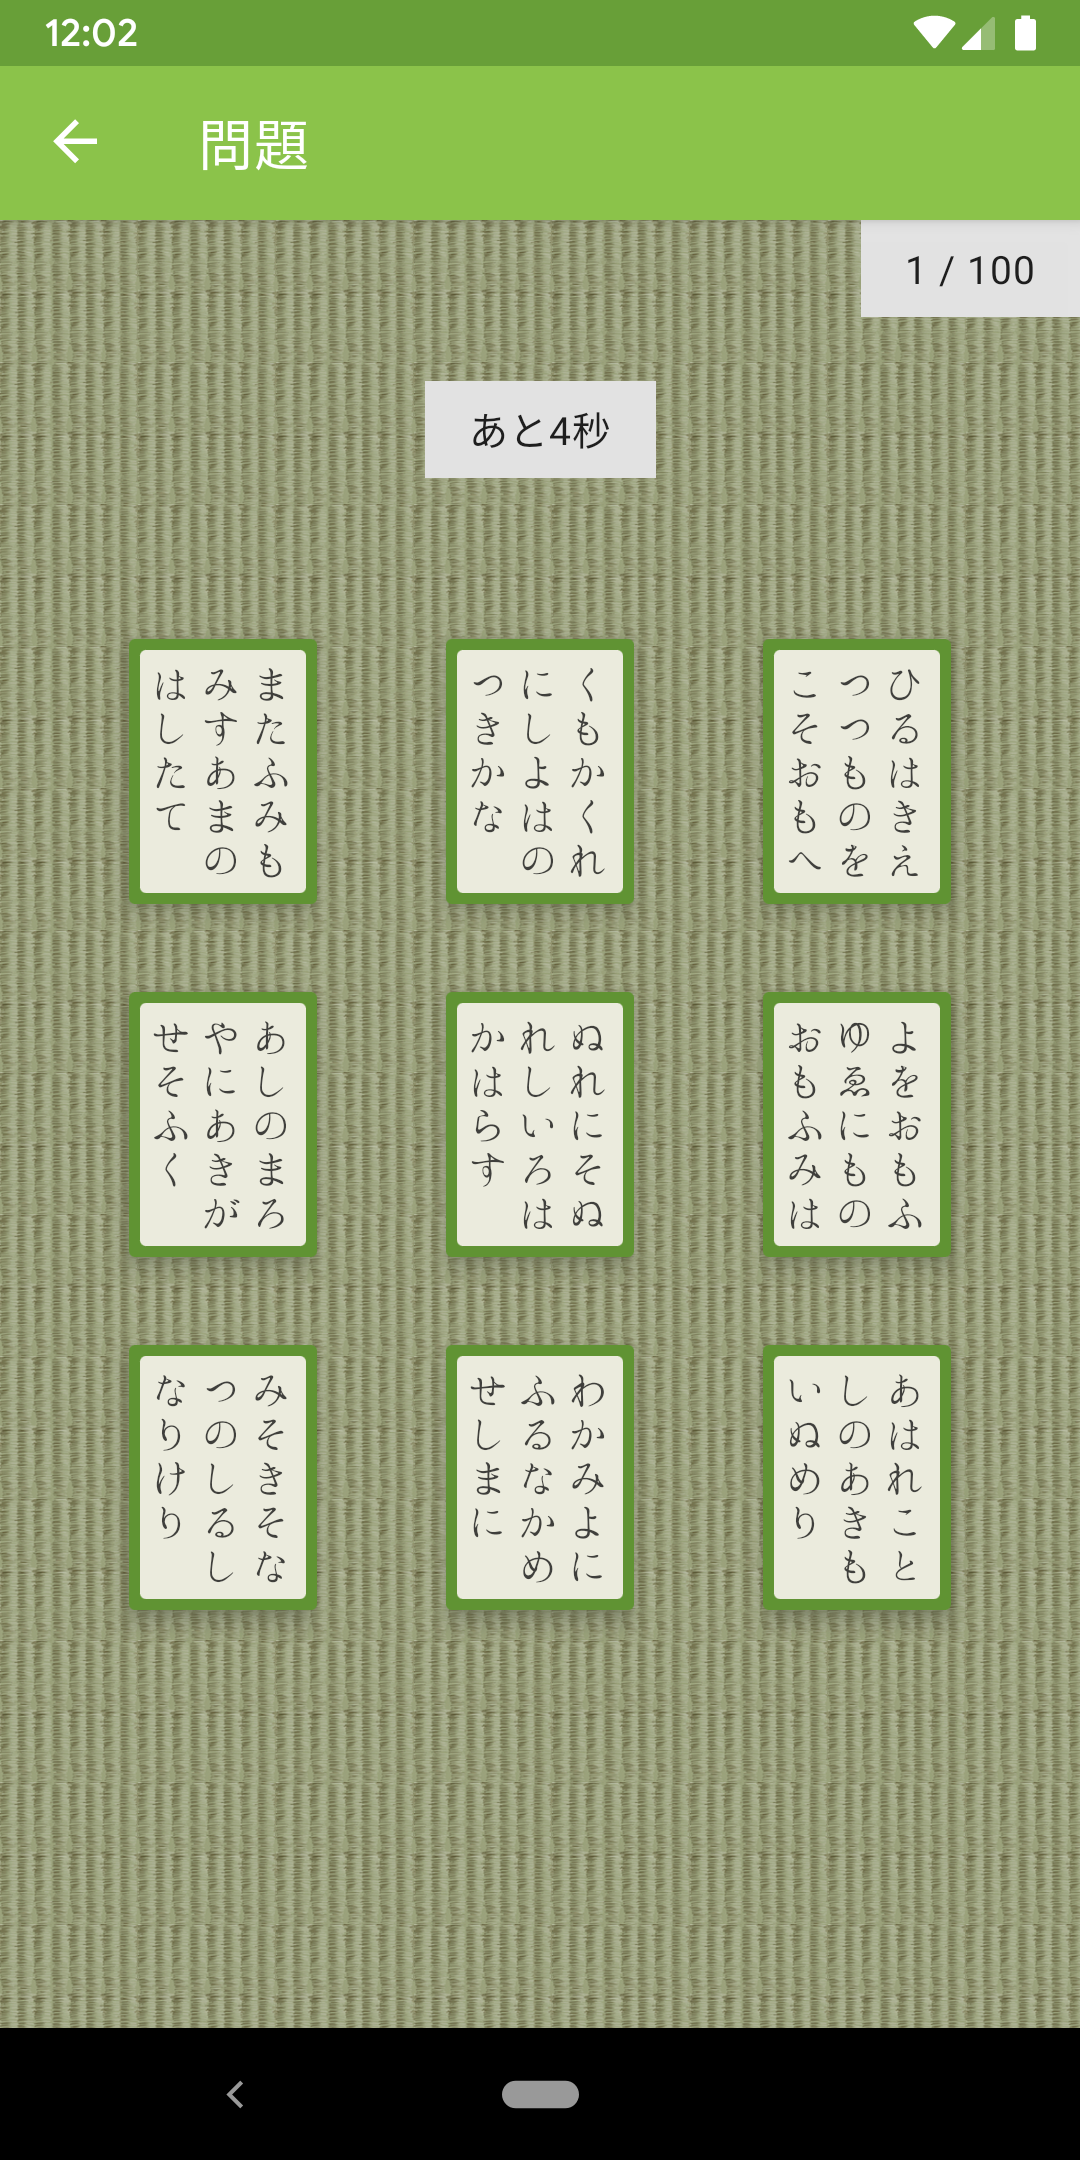 12:02
問題
1 / 100
あと4秒
またふみも
みすあまの
はしたて
くもかくれ
にしよはの
つきかな
ひるはきえ
つつものを
こそおもへ
あしのまろ
やにあきが
せそふく
ぬれにそぬ
れしいろは
かはらす
よをおもふ
ゆゑにもの
おもふみは
みそきそな
つのしるし
なりけり
わかみよに
ふるなかめ
せしまに
あはれこと
しのあきも
いぬめり